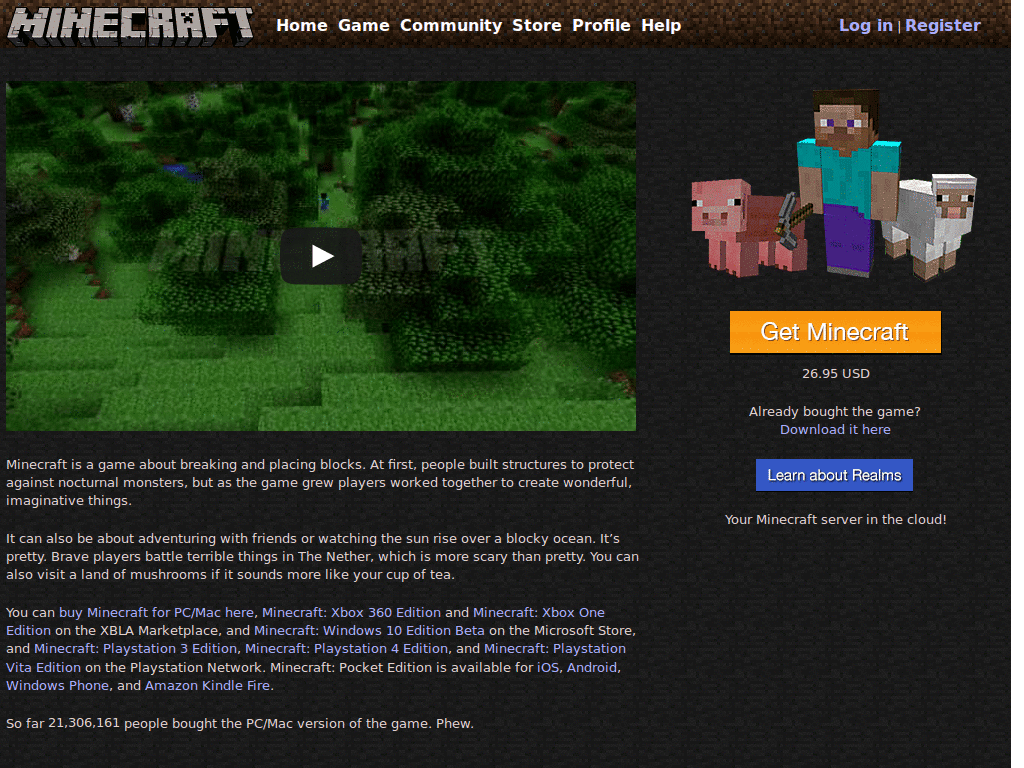 MINECRAFT
Home Game Community Store Profile Help
Log in | Register
MINECRAFT
Get Minecraft
26.95 USD
Already bought the game?
Download it here
Learn about Realms
Your Minecraft server in the cloud!
Minecraft is a game about breaking and placing blocks. At first, people built structures to protect
against nocturnal monsters, but as the game grew players worked together to create wonderful,
imaginative things.
It can also be about adventuring with friends or watching the sun rise over a blocky ocean. It’s
pretty. Brave players battle terrible things in The Nether, which is more scary than pretty. You can
also visit a land of mushrooms if it sounds more like your cup of tea.
You can buy Minecraft for PC/Mac here, Minecraft: Xbox 360 Edition and Minecraft: Xbox One
Edition on the XBLA Marketplace, and Minecraft: Windows 10 Edition Beta on the Microsoft Store,
and Minecraft: Playstation 3 Edition, Minecraft: Playstation 4 Edition, and Minecraft: Playstation
Vita Edition on the Playstation Network. Minecraft: Pocket Edition is available for iOS, Android,
Windows Phone, and Amazon Kindle Fire.
So far 21,306,161 people bought the PC/Mac version of the game. Phew.